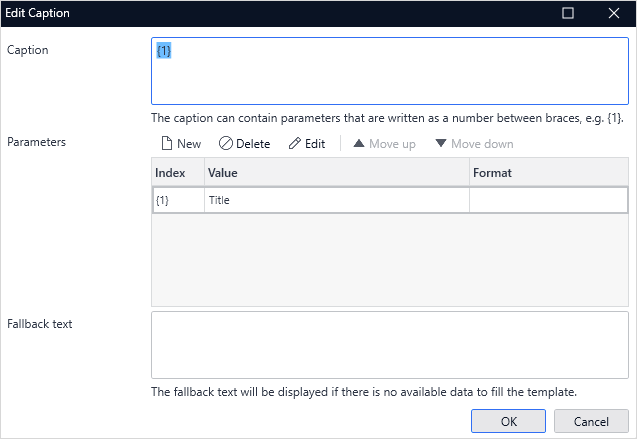 Edit Caption
Caption
{1}
The caption can contain parameters that are written as a number between braces, e.g. {1}.
Parameters
New Delete Edit Move up Move down
Index Value Format
{1} Title
Fallback text
The fallback text will be displayed if there is no available data to fill the template.
OK Cancel